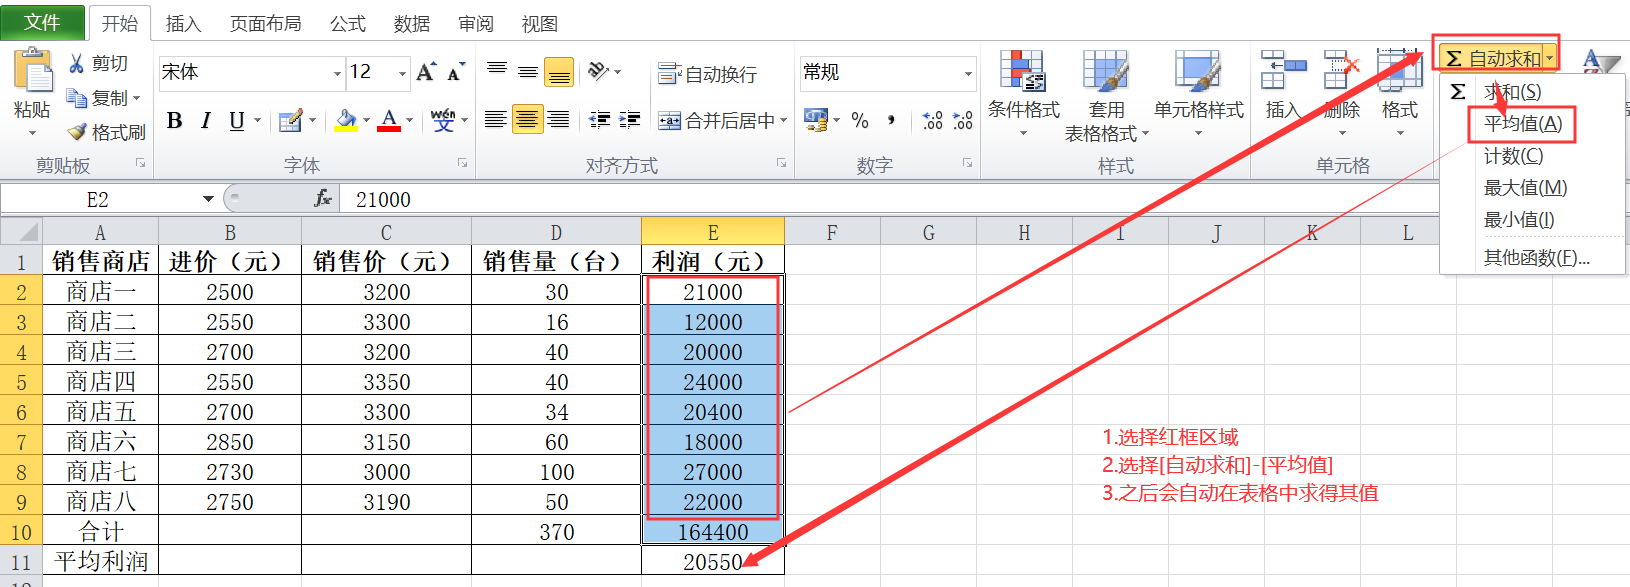 文件 开始 插入 页面布局 公式 数据 审阅 视图
剪切
复制
格式刷
粘贴
剪贴板
宋体 12
B I U wén 文
字体
自动换行
合并后居中
对齐方式
常规
% ,
数字
条件格式
套用
表格格式
单元格样式
样式
插入 删除 格式
单元格
Σ 自动求和
Σ 求和(S)
平均值(A)
计数(C)
最大值(M)
最小值(I)
其他函数(F)...
E2 fx 21000
A B C D E F G H I J K L
1 销售商店 进价（元） 销售价（元） 销售量（台） 利润（元）
2 商店一 2500 3200 30 21000
3 商店二 2550 3300 16 12000
4 商店三 2700 3200 40 20000
5 商店四 2550 3350 40 24000
6 商店五 2700 3300 34 20400
7 商店六 2850 3150 60 18000
8 商店七 2730 3000 100 27000
9 商店八 2750 3190 50 22000
10 合计 370 164400
11 平均利润 20550
1.选择红框区域
2.选择[自动求和]-[平均值]
3.之后会自动在表格中求得其值